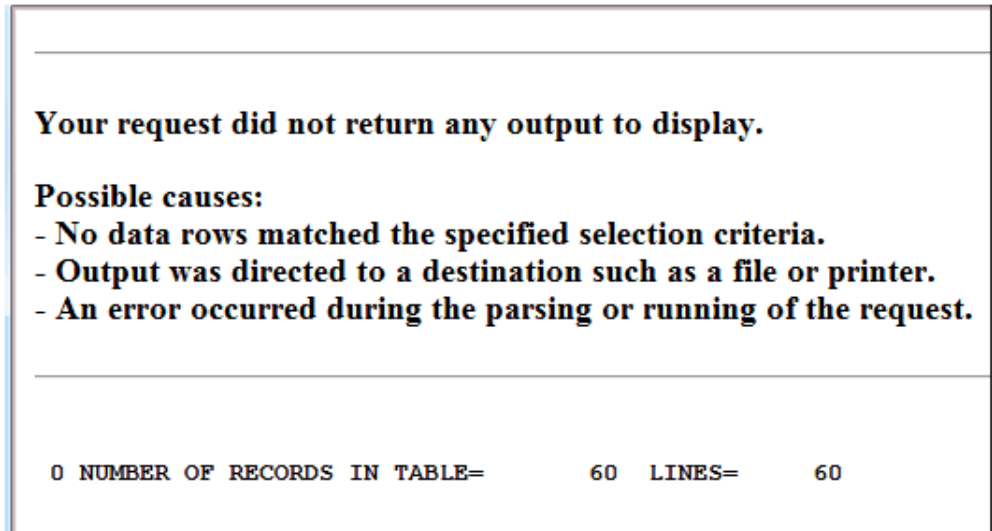 Your request did not return any output to display.
Possible causes:
- No data rows matched the specified selection criteria.
- Output was directed to a destination such as a file or printer.
- An error occurred during the parsing or running of the request.
0 NUMBER OF RECORDS IN TABLE=        60  LINES=     60